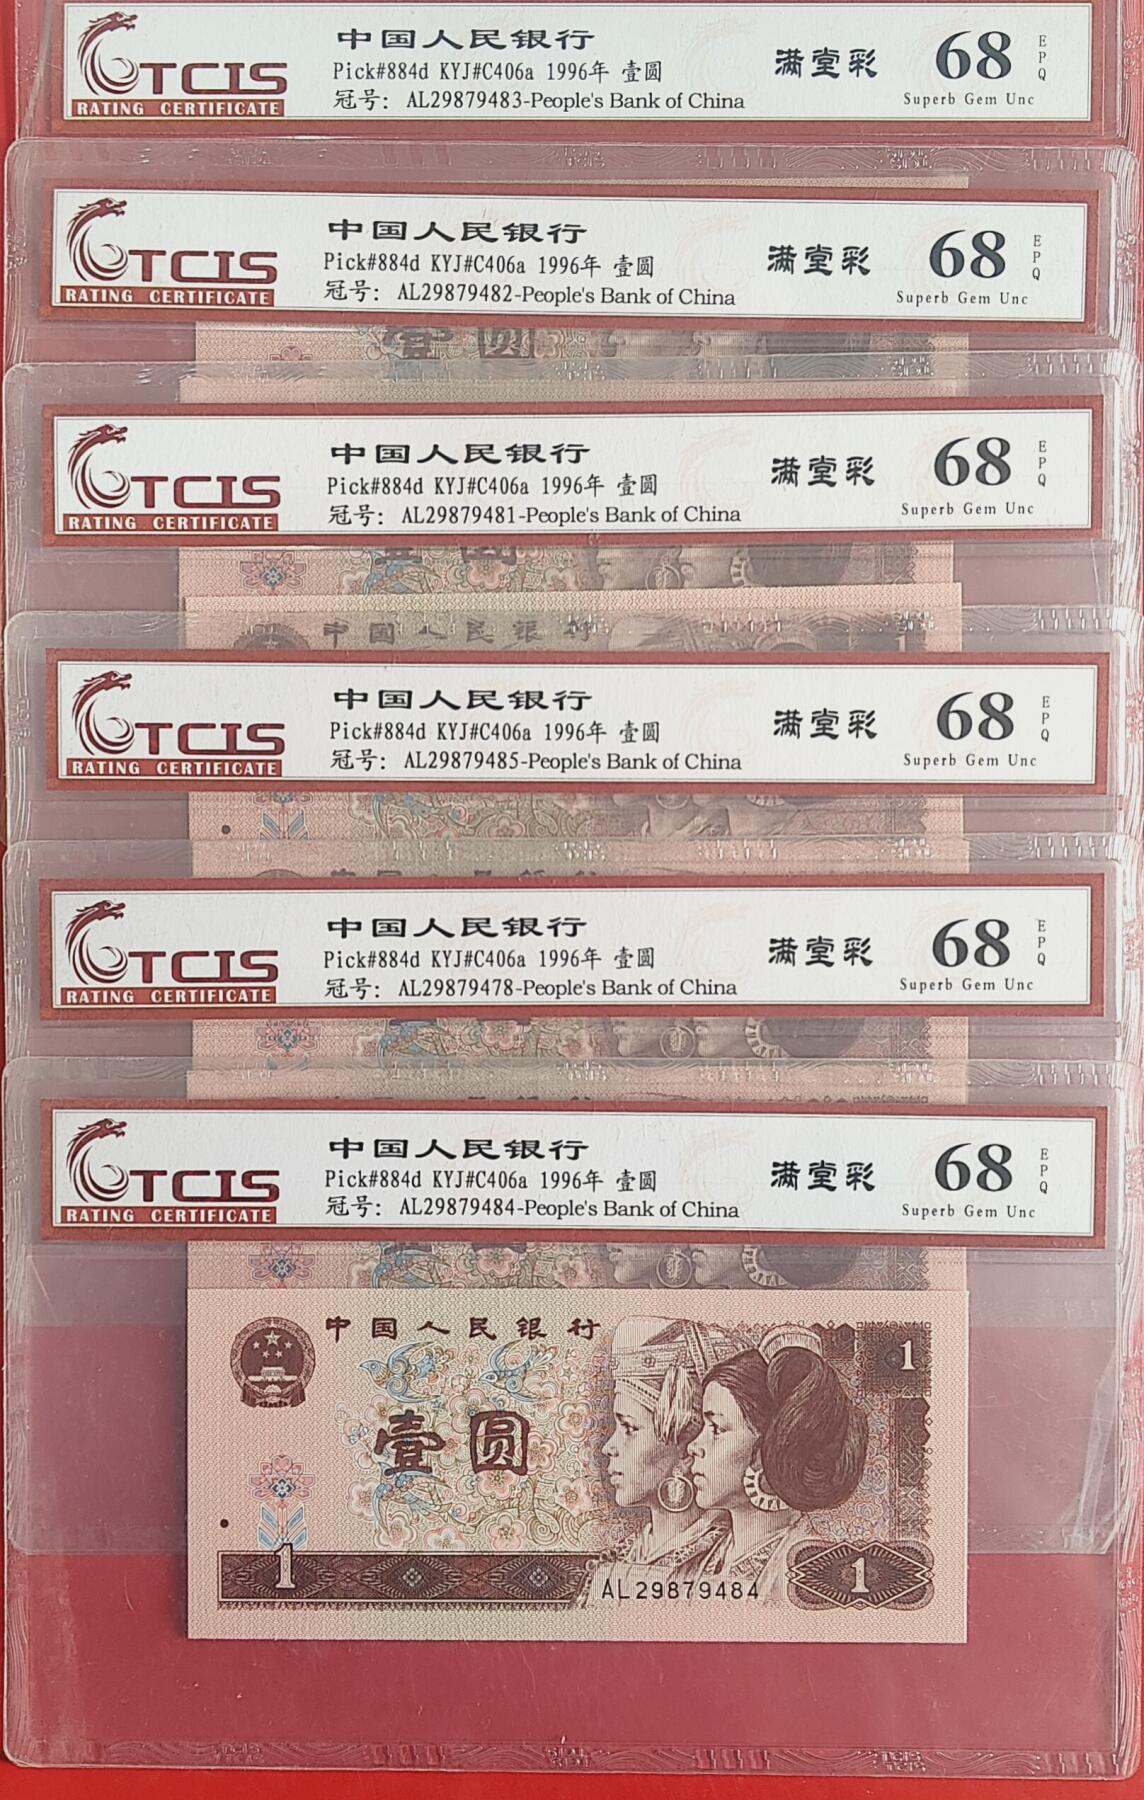 TCIS
RATING CERTIFICATE
中国人民银行
Pick#884d KYJ#C406a 1996年 壹圆
冠号: AL29879483-People's Bank of China
满堂彩
68
EPQ
Superb Gem Unc
TCIS
RATING CERTIFICATE
中国人民银行
Pick#884d KYJ#C406a 1996年 壹圆
冠号: AL29879482-People's Bank of China
满堂彩
68
EPQ
Superb Gem Unc
壹圆
TCIS
RATING CERTIFICATE
中国人民银行
Pick#884d KYJ#C406a 1996年 壹圆
冠号: AL29879481-People's Bank of China
满堂彩
68
EPQ
Superb Gem Unc
中国人民银行
1
TCIS
RATING CERTIFICATE
中国人民银行
Pick#884d KYJ#C406a 1996年 壹圆
冠号: AL29879485-People's Bank of China
满堂彩
68
EPQ
Superb Gem Unc
TCIS
RATING CERTIFICATE
中国人民银行
Pick#884d KYJ#C406a 1996年 壹圆
冠号: AL29879478-People's Bank of China
满堂彩
68
EPQ
Superb Gem Unc
TCIS
RATING CERTIFICATE
中国人民银行
Pick#884d KYJ#C406a 1996年 壹圆
冠号: AL29879484-People's Bank of China
满堂彩
68
EPQ
Superb Gem Unc
中国人民银行
1
壹圆
1
AL29879484
1